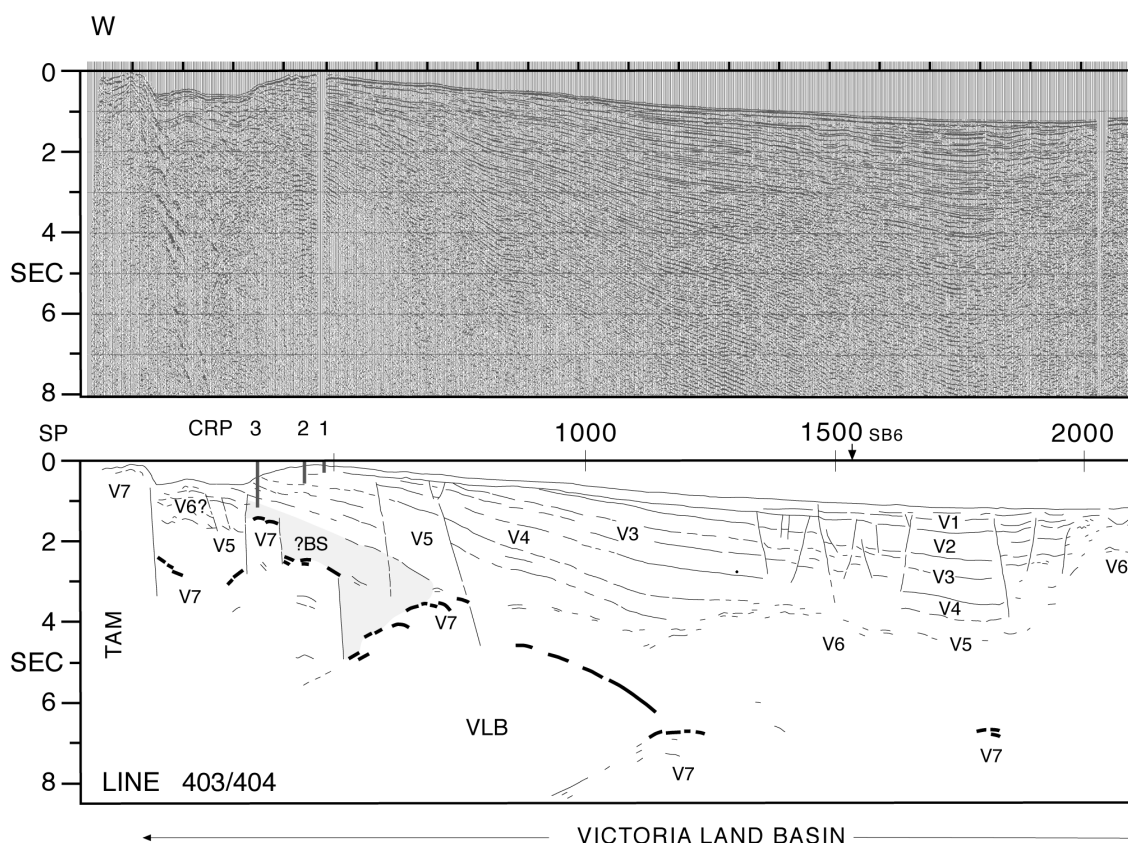 W
0
2
4
SEC
6
8
SP CRP 3 2 1 1000 1500 SB6 2000
0
V7
V6? V5 V7 ?BS V5 V4 V3 V1
2 V2
V3 V6
V7 V7 V4
4
TAM V6 V5
SEC
6
VLB
V7 V7
8 LINE 403/404
VICTORIA LAND BASIN